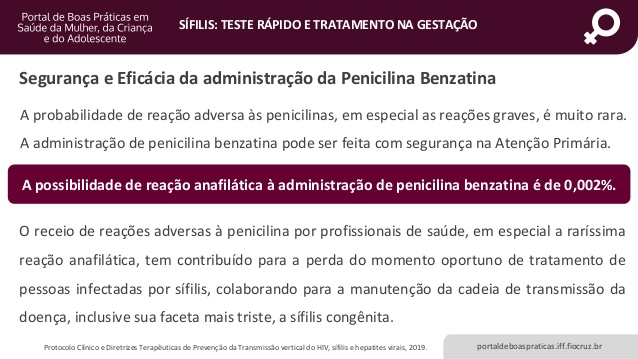 Portal de Boas Práticas em
Saúde da Mulher, da Criança
e do Adolescente
SÍFILIS: TESTE RÁPIDO E TRATAMENTO NA GESTAÇÃO
Segurança e Eficácia da administração da Penicilina Benzatina
A probabilidade de reação adversa às penicilinas, em especial as reações graves, é muito rara.
A administração de penicilina benzatina pode ser feita com segurança na Atenção Primária.
A possibilidade de reação anafilática à administração de penicilina benzatina é de 0,002%.
O receio de reações adversas à penicilina por profissionais de saúde, em especial a raríssima
reação anafilática, tem contribuído para a perda do momento oportuno de tratamento de
pessoas infectadas por sífilis, colaborando para a manutenção da cadeia de transmissão da
doença, inclusive sua faceta mais triste, a sífilis congênita.
Protocolo Clínico e Diretrizes Terapêuticas de Prevenção da Transmissão vertical do HIV, sífilis e hepatites virais, 2019.
portaldeboaspraticas.iff.fiocruz.br